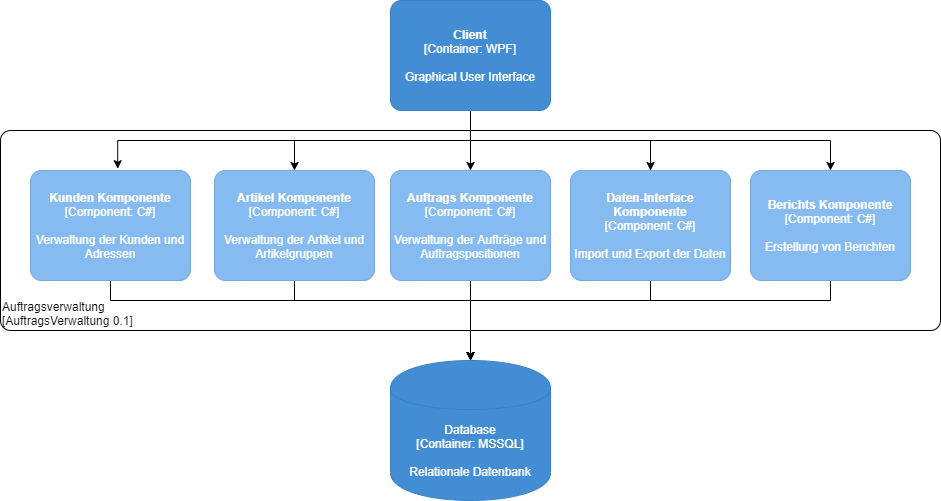 Client
[Container: WPF]
Graphical User Interface
Kunden Komponente
[Component: C#]
Verwaltung der Kunden und
Adressen
Artikel Komponente
[Component: C#]
Verwaltung der Artikel und
Artikelgruppen
Auftrags Komponente
[Component: C#]
Verwaltung der Aufträge und
Auftragspositionen
Daten-Interface
Komponente
[Component: C#]
Import und Export der Daten
Berichts Komponente
[Component: C#]
Erstellung von Berichten
Auftragsverwaltung
[AuftragsVerwaltung 0.1]
Database
[Container: MSSQL]
Relationale Datenbank